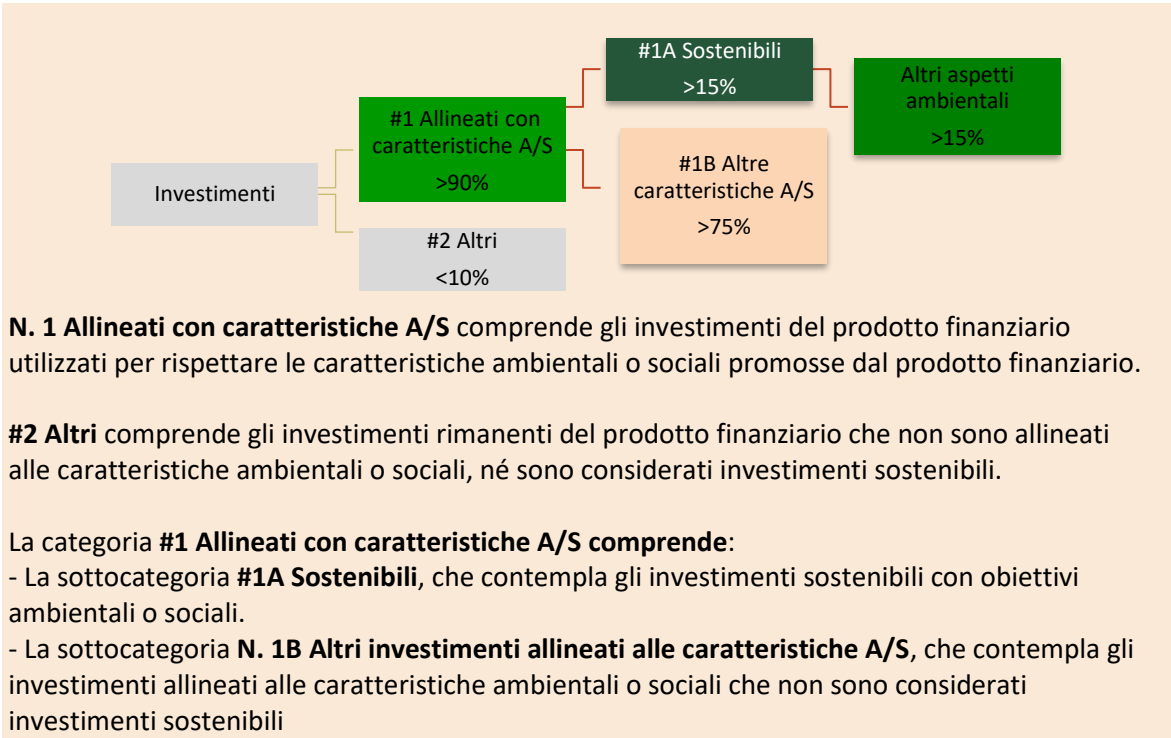 Investimenti
#1 Allineati con
caratteristiche A/S
>90%
#2 Altri
<10%
#1A Sostenibili
>15%
#1B Altre
caratteristiche A/S
>75%
Altri aspetti
ambientali
>15%
N. 1 Allineati con caratteristiche A/S comprende gli investimenti del prodotto finanziario
utilizzati per rispettare le caratteristiche ambientali o sociali promosse dal prodotto finanziario.
#2 Altri comprende gli investimenti rimanenti del prodotto finanziario che non sono allineati
alle caratteristiche ambientali o sociali, né sono considerati investimenti sostenibili.
La categoria #1 Allineati con caratteristiche A/S comprende:
- La sottocategoria #1A Sostenibili, che contempla gli investimenti sostenibili con obiettivi
ambientali o sociali.
- La sottocategoria N. 1B Altri investimenti allineati alle caratteristiche A/S, che contempla gli
investimenti allineati alle caratteristiche ambientali o sociali che non sono considerati
investimenti sostenibili